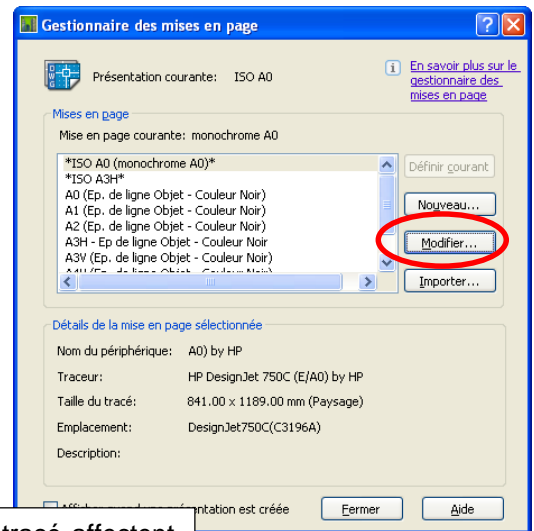 Gestionnaire des mises en page
Présentation courante: ISO A0
En savoir plus sur le
gestionnaire des
mises en page
Mises en page
Mise en page courante: monochrome A0
*ISO A0 (monochrome A0)*
*ISO A3H*
A0 (Ep. de ligne Objet - Couleur Noir)
A1 (Ep. de ligne Objet - Couleur Noir)
A2 (Ep. de ligne Objet - Couleur Noir)
A3H - Ep de ligne Objet - Couleur Noir
A3V (Ep. de ligne Objet - Couleur Noir)
Définir courant
Nouveau...
Modifier...
Importer...
Détails de la mise en page sélectionnée
Nom du périphérique: A0) by HP
Traceur: HP DesignJet 750C (E/A0) by HP
Taille du tracé: 841.00 x 1189.00 mm (Paysage)
Emplacement: DesignJet750C(C3196A)
Description:
présentation est créée
Fermer
Aide
tracé affectent